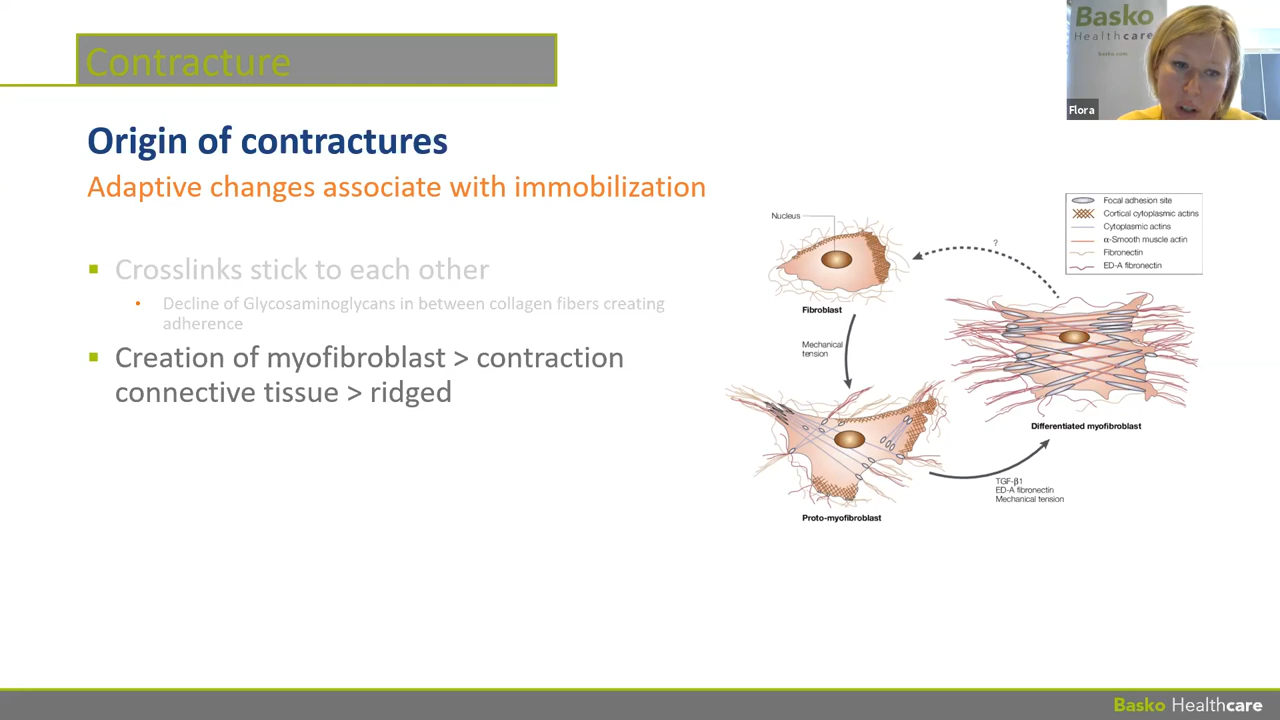 Contracture
Basko
Healthcare
basko.com
Flora
Origin of contractures
Adaptive changes associate with immobilization
Crosslinks stick to each other
Decline of Glycosaminoglycans in between collagen fibers creating
adherence
Creation of myofibroblast > contraction
connective tissue > ridged
Nucleus
Fibroblast
Mechanical
tension
Proto-myofibroblast
TGF-β1
ED-A fibronectin
Mechanical tension
Differentiated myofibroblast
?
Focal adhesion site
Cortical cytoplasmic actins
Cytoplasmic actins
α-Smooth muscle actin
Fibronectin
ED-A fibronectin
Basko Healthcare